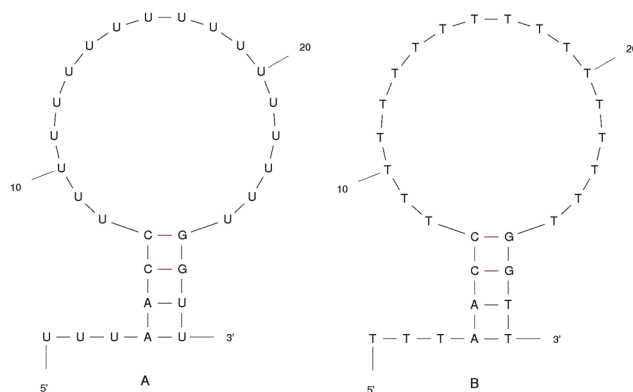 5' U U U A A C C U U U U U U U U U U U U U U U U U U G G U U 3'
10
20
A
5' T T T A A C C T T T T T T T T T T T T T T T T T T G G T T 3'
10
20
B